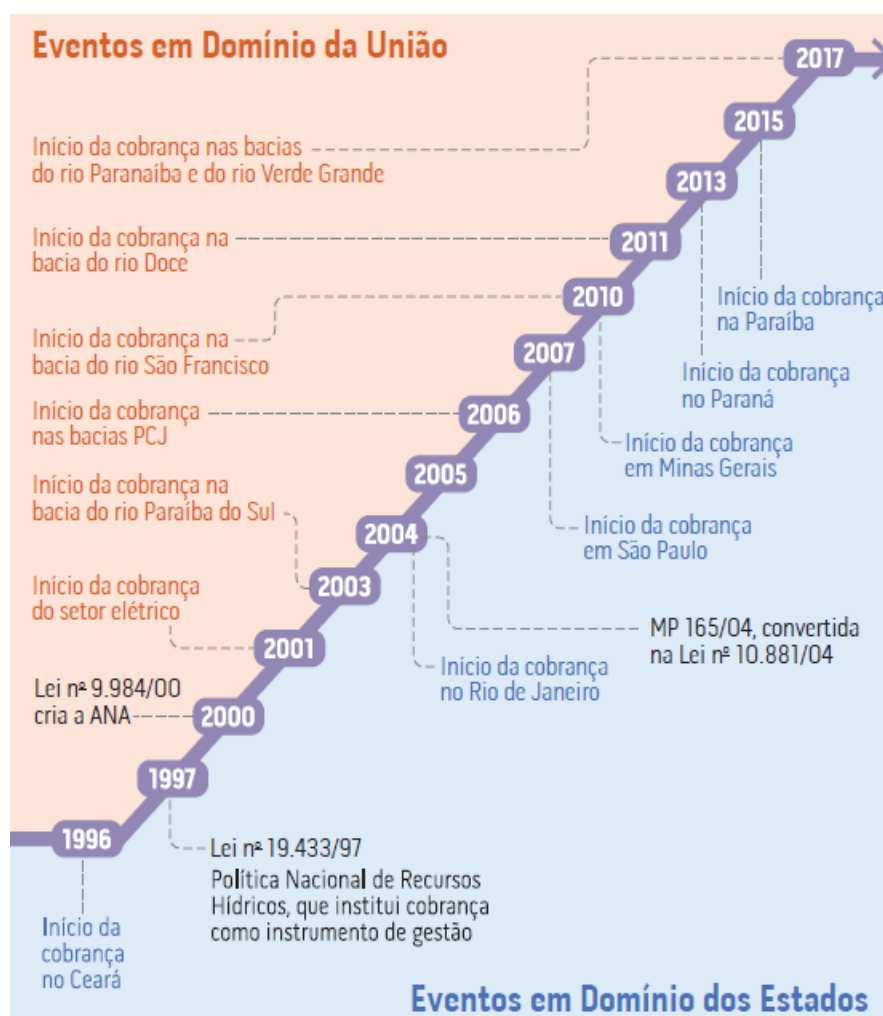 Eventos em Domínio da União
2017
2015
Início da cobrança nas bacias
do rio Paranaíba e do rio Verde Grande
2013
Início da cobrança na
bacia do rio Doce
2011
2010
Início da cobrança
na Paraíba
Início da cobrança na
bacia do rio São Francisco
2007
Início da cobrança
no Paraná
Início da cobrança
nas bacias PCJ
2006
Início da cobrança
em Minas Gerais
Início da cobrança na
bacia do rio Paraíba do Sul
2005
Início da cobrança
em São Paulo
2004
Início da cobrança
do setor elétrico
2003
MP 165/04, convertida
na Lei nº 10.881/04
2001
Início da cobrança
no Rio de Janeiro
Lei nº 9.984/00
cria a ANA
2000
1997
1996
Lei nº 19.433/97
Política Nacional de Recursos
Hídricos, que institui cobrança
como instrumento de gestão
Início da
cobrança
no Ceará
Eventos em Domínio dos Estados